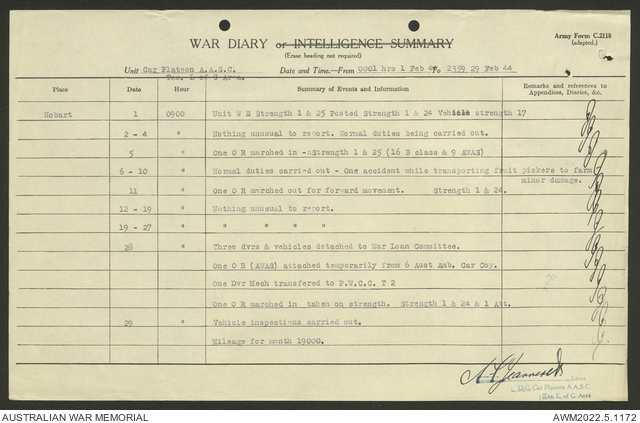 WAR DIARY or INTELLIGENCE SUMMARY
(Erase heading not required)
Army Form C.2118
(adapted.)
Unit Car Platoon A.A.S.C.
Tas. L of C Area.
Date and Time.—From 0001 hrs 1 Feb 44 To 2359 29 Feb 44
Place Date Hour Summary of Events and Information Remarks and references to
Appendices, Diaries, &c.
Hobart 1 0900 Unit W E Strength 1 & 25 Posted Strength 1 & 24 Vehicle strength 17
2 - 4 " Nothing unusual to report. Normal duties being carried out.
5 " One O R marched in - Strength 1 & 25 (16 B class & 9 AWAS)
6 - 10 " Normal duties carried out - One accident while transporting fruit pickers to farm
minor damage.
11 " One O R marched out for forward movement. Strength 1 & 24.
12 - 19 " Nothing unusual to report.
19 - 27 " " " " "
28 " Three dvrs & vehicles detached to War Loan Committee.
One O R (AWAS) attached temporarily from 6 Aust Amb. Car Coy.
One Dvr Mech transfered to P.W.C.C. T 2
One O R marched in taken on strength. Strength 1 & 24 & 1 Att.
29 " Vehicle inspections carried out.
Mileage for month 19000.
Lieut
O.C. Car Platoon A.A.S.C.
Tas. L of C. Area
AUSTRALIAN WAR MEMORIAL
AWM2022.5.1172